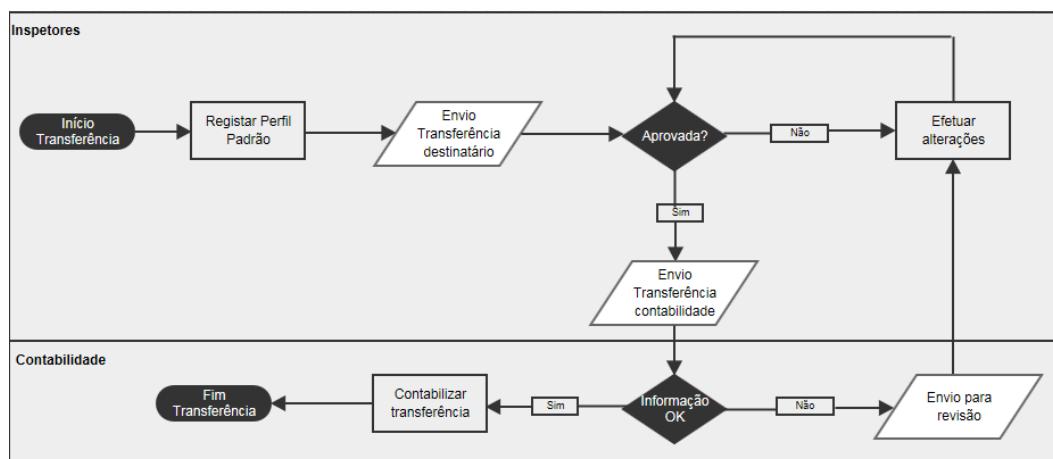 Inspetores
Início
Transferência
Registar Perfil
Padrão
Envio
Transferência
destinatário
Aprovada?
Não
Efetuar
alterações
Sim
Envio
Transferência
contabilidade
Contabilidade
Fim
Transferência
Contabilizar
transferência
Sim
Informação
OK
Não
Envio para
revisão